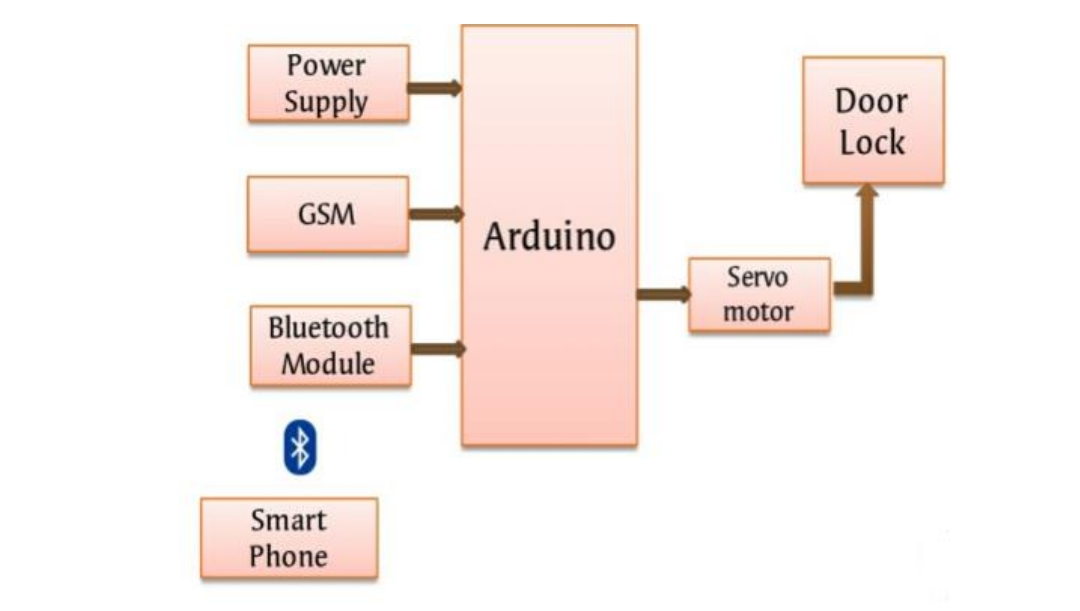 Power
Supply
GSM
Bluetooth
Module
Smart
Phone
Arduino
Servo
motor
Door
Lock